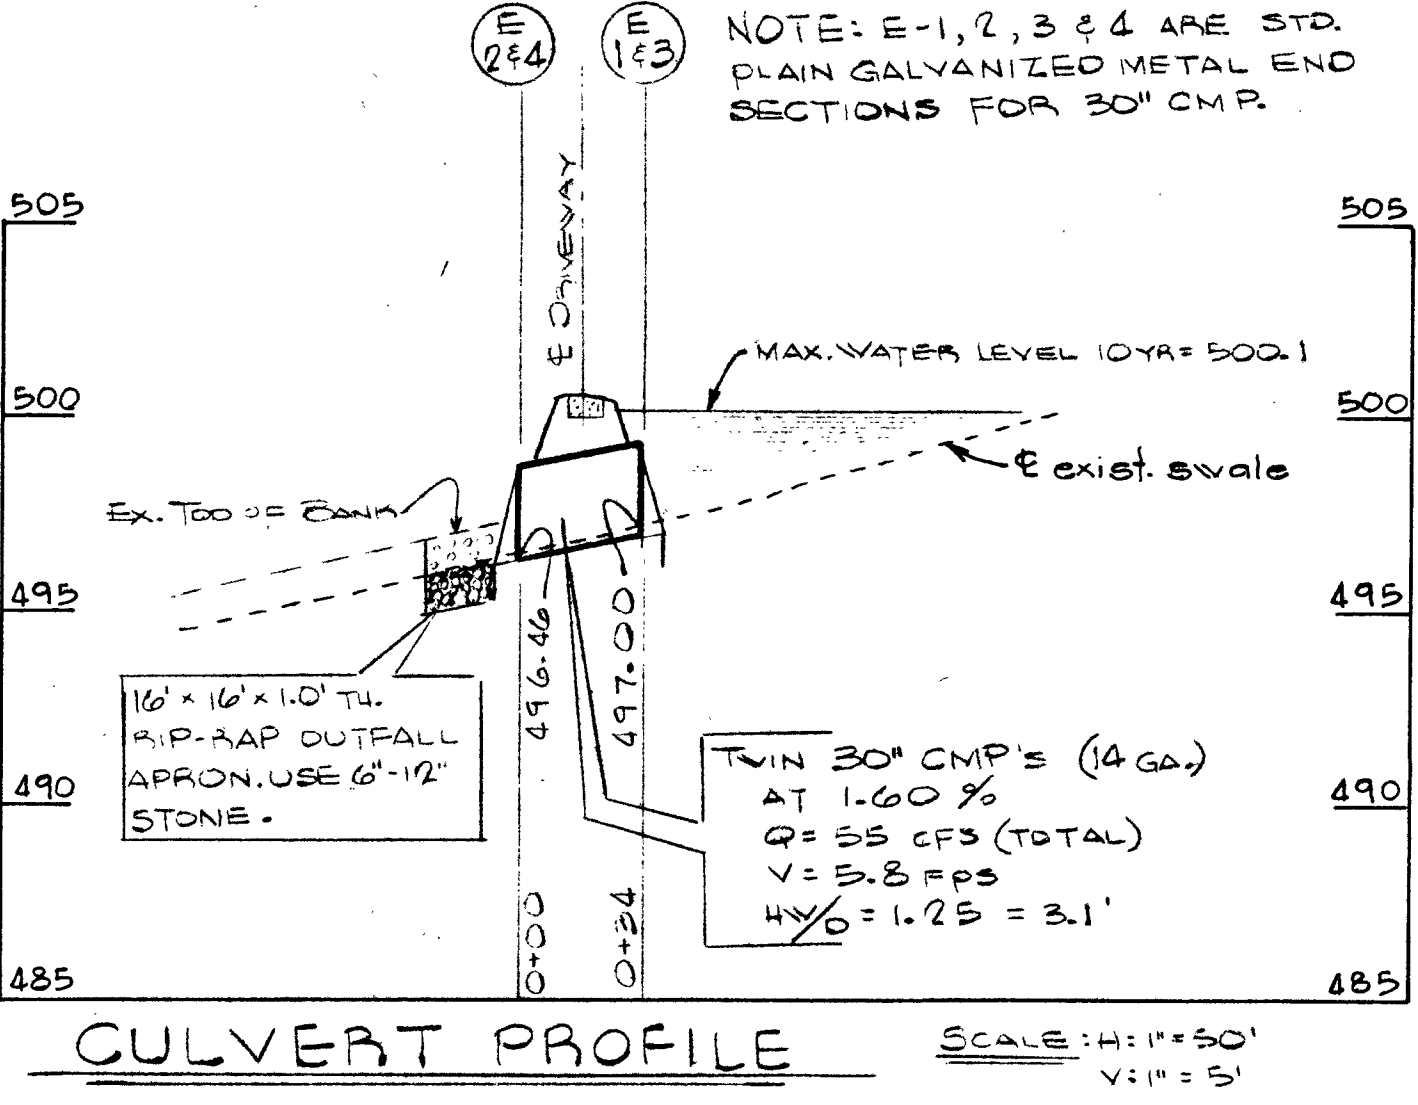 E
2&4
E
1&3
NOTE: E-1, 2, 3 & 4 ARE STD.
PLAIN GALVANIZED METAL END
SECTIONS FOR 30" CMP.
℄ DRIVEWAY
505
505
MAX. WATER LEVEL 10YR= 500.1
500
500
℄ exist. swale
EX. TOP OF BANK
495
495
496.46
497.00
16' x 16' x 1.0' TH.
RIP-RAP OUTFALL
APRON. USE 6"-12"
STONE.
TWIN 30" CMP's (14 GA.)
AT 1.60 %
Q= 55 CFS (TOTAL)
V= 5.8 FPS
HW/D = 1.25 = 3.1'
490
490
0+00
0+34
485
485
CULVERT PROFILE
SCALE: H: 1"=50'
V: 1" = 5'